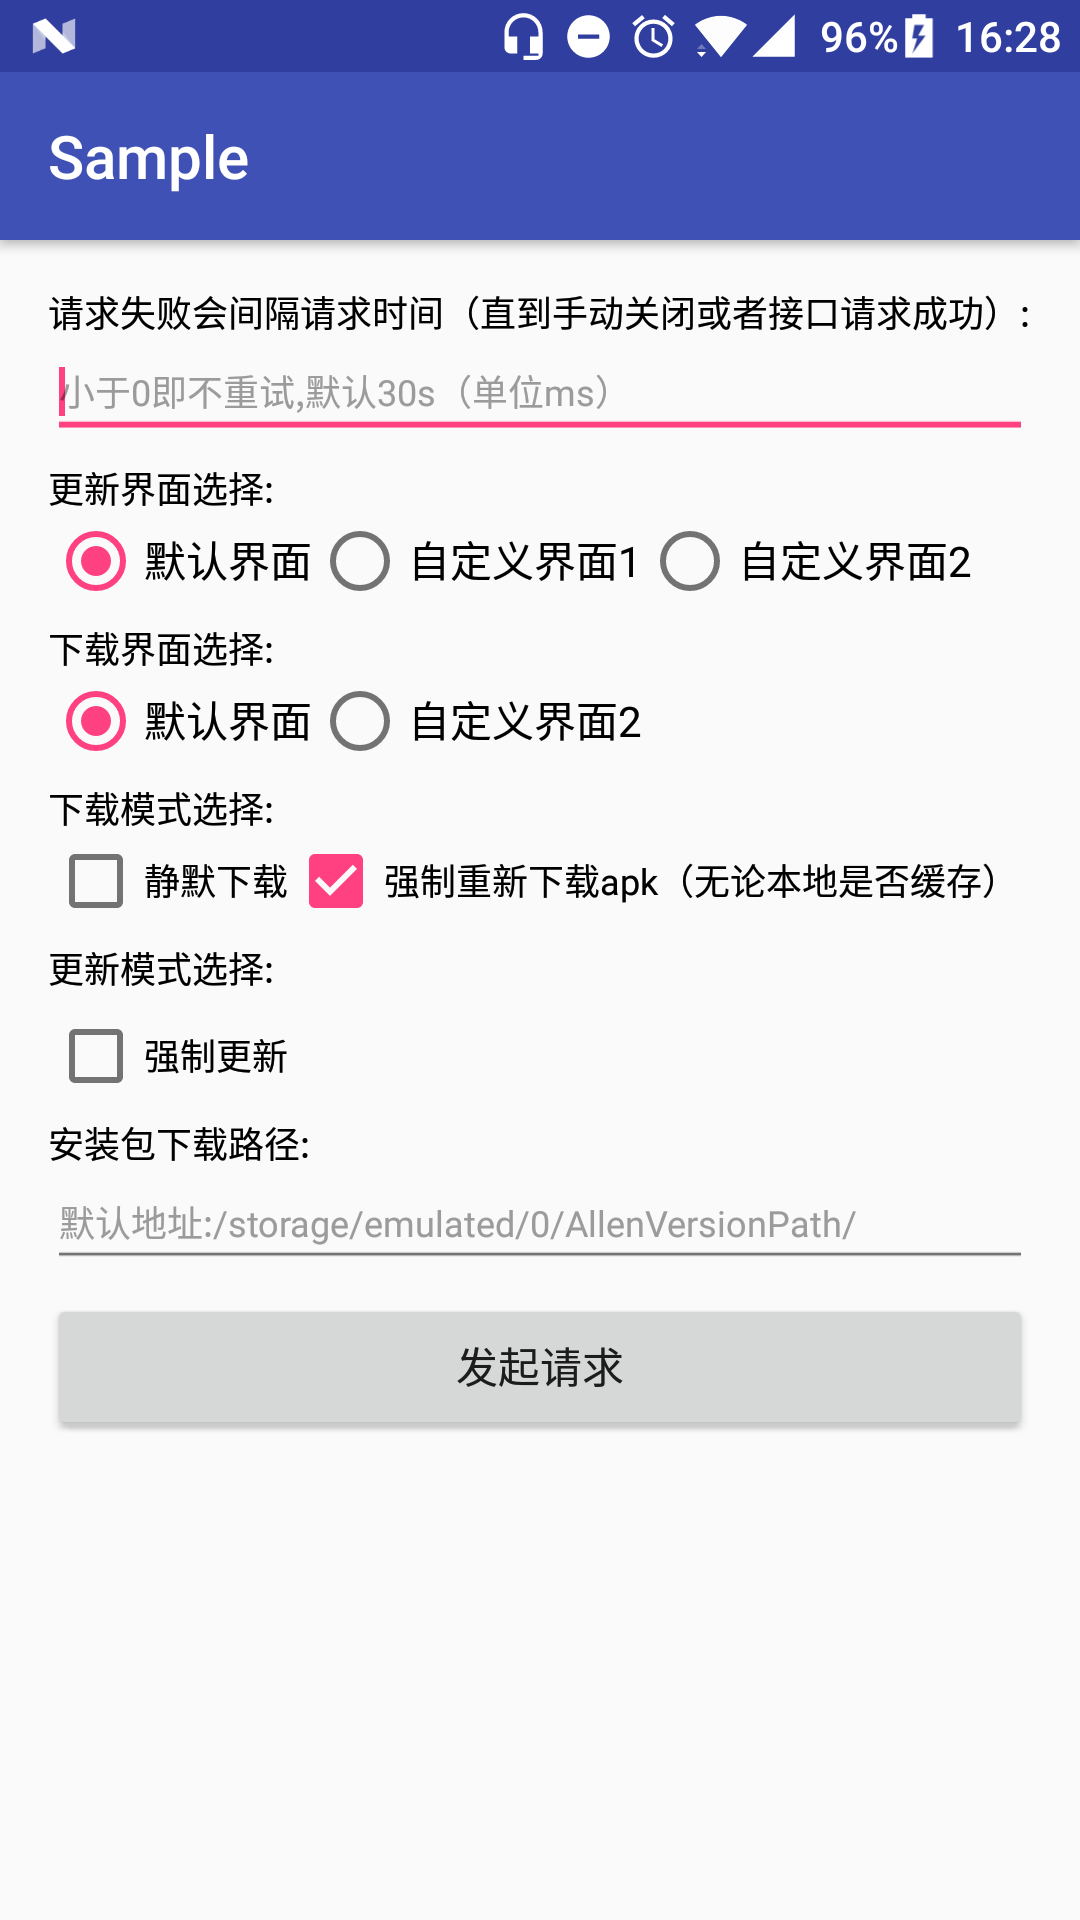 96% 16:28
Sample
请求失败会间隔请求时间（直到手动关闭或者接口请求成功）:
小于0即不重试,默认30s（单位ms）
更新界面选择:
默认界面 自定义界面1 自定义界面2
下载界面选择:
默认界面 自定义界面2
下载模式选择:
静默下载 强制重新下载apk（无论本地是否缓存）
更新模式选择:
强制更新
安装包下载路径:
默认地址:/storage/emulated/0/AllenVersionPath/
发起请求